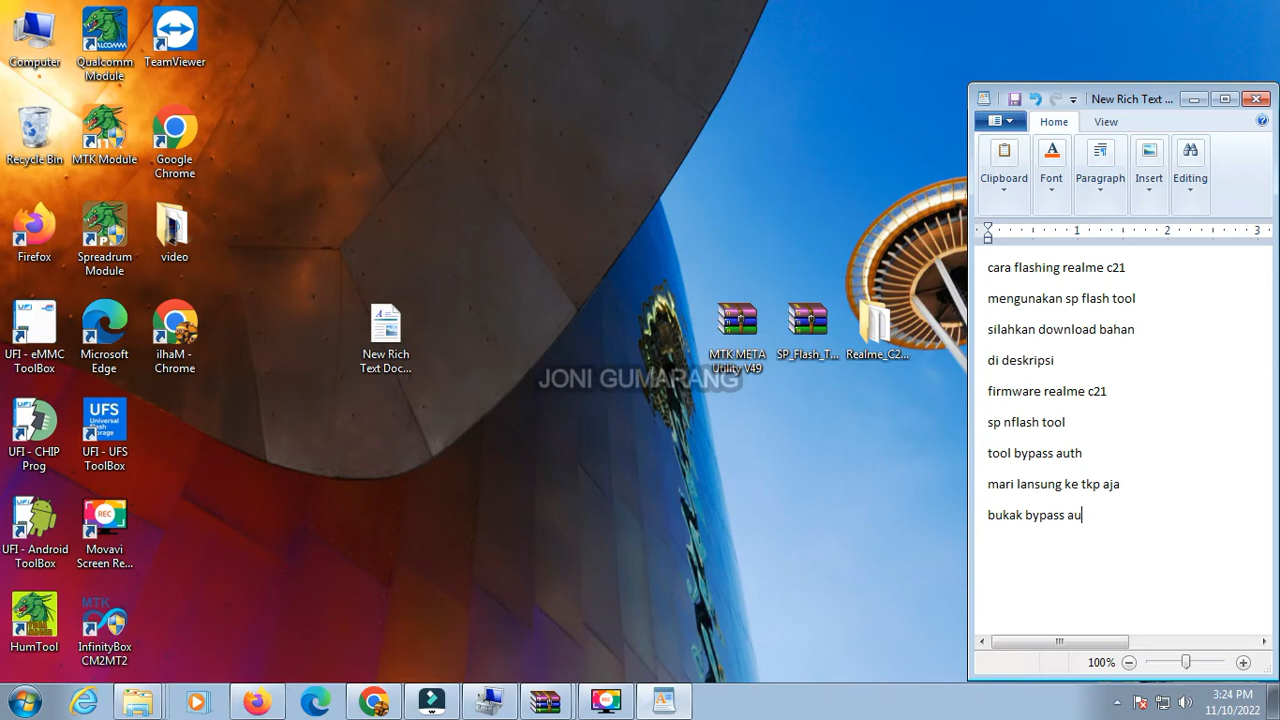 Computer
Qualcomm
Module
TeamViewer
Recycle Bin
MTK Module
Google
Chrome
Firefox
Spreadrum
Module
video
UFI - eMMC
ToolBox
Microsoft
Edge
ilhaM -
Chrome
UFI - CHIP
Prog
UFS
Universal
Flash
Storage
UFI - UFS
ToolBox
UFI - Android
ToolBox
REC
Movavi
Screen Re...
HumTool
MTK
InfinityBox
CM2MT2
New Rich
Text Doc...
MTK META
Utility V49
SP_Flash_T...
Realme_C2...
JONI GUMARANG
New Rich Text ...
Home
View
Clipboard
Font
Paragraph
Insert
Editing
1 2 3
cara flashing realme c21
mengunakan sp flash tool
silahkan download bahan
di deskripsi
firmware realme c21
sp nflash tool
tool bypass auth
mari lansung ke tkp aja
bukak bypass au
100%
3:24 PM
11/10/2022